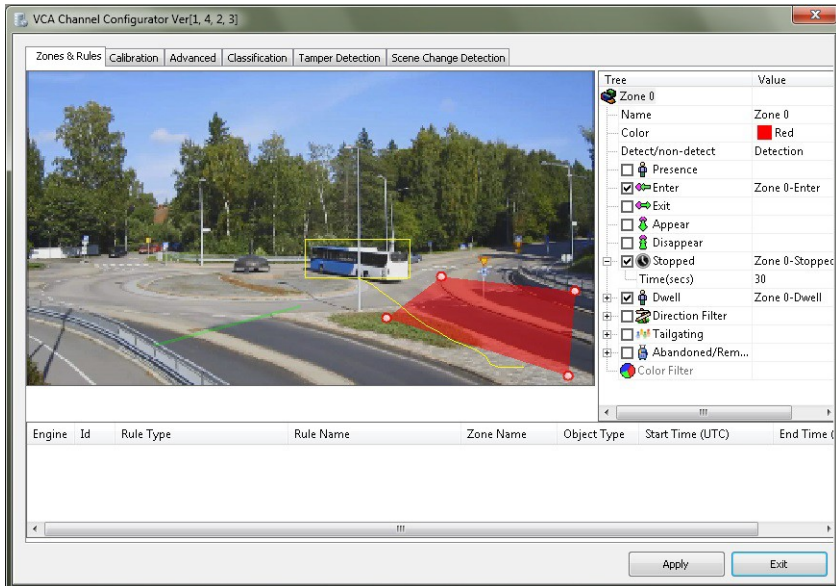 VCA Channel Configurator Ver[1, 4, 2, 3]
Zones & Rules Calibration Advanced Classification Tamper Detection Scene Change Detection
Tree Value
Zone 0
Name Zone 0
Color Red
Detect/non-detect Detection
Presence
Enter Zone 0-Enter
Exit
Appear
Disappear
Stopped Zone 0-Stopped
Time(secs) 30
Dwell Zone 0-Dwell
Direction Filter
Tailgating
Abandoned/Rem...
Color Filter
Engine Id Rule Type Rule Name Zone Name Object Type Start Time (UTC) End Time (
Apply Exit